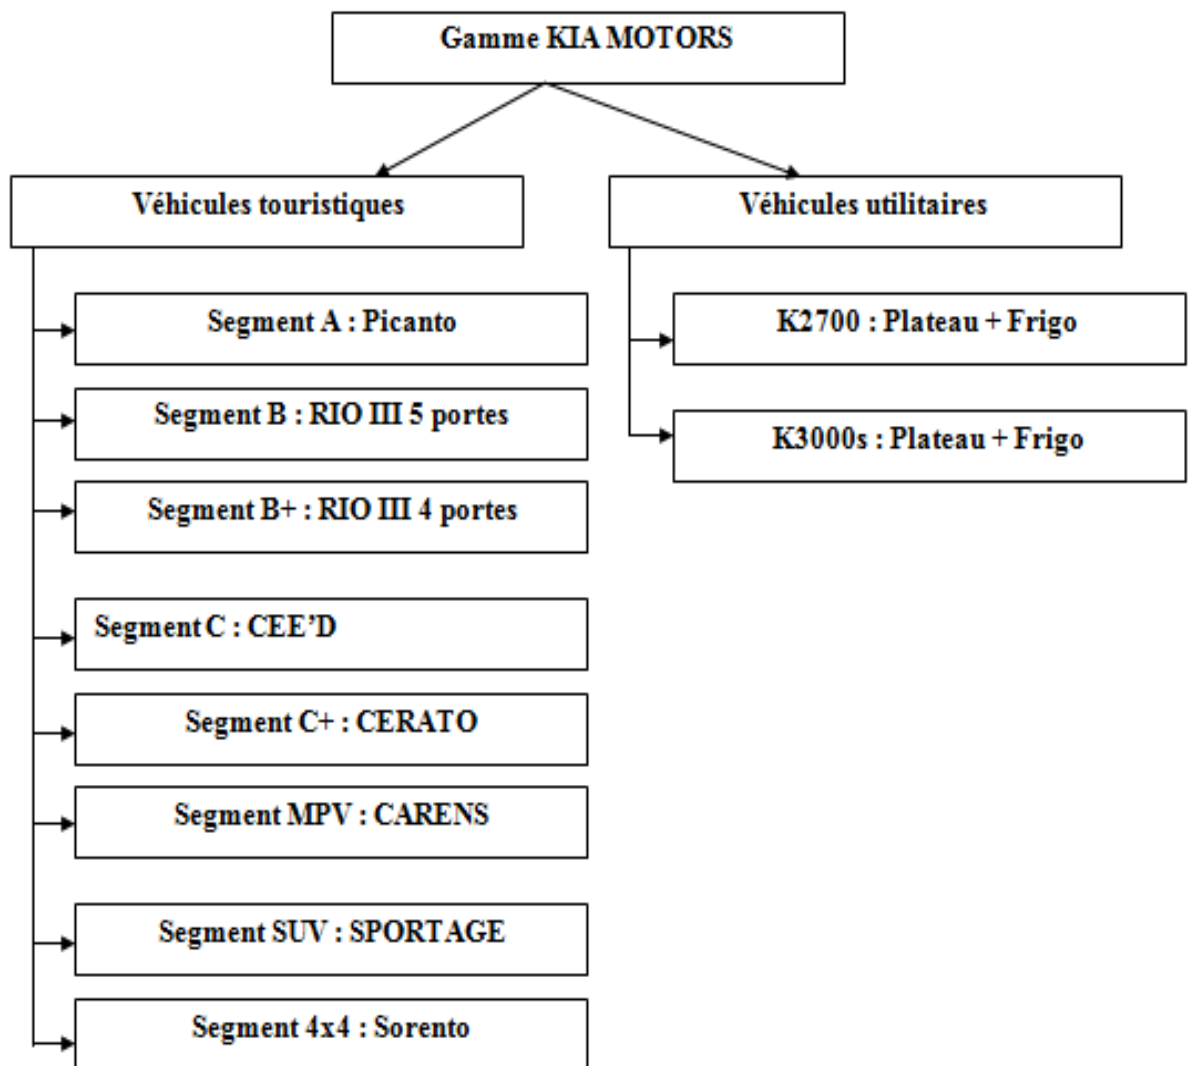 Gamme KIA MOTORS
Véhicules touristiques
Segment A : Picanto
Segment B : RIO III 5 portes
Segment B+ : RIO III 4 portes
Segment C : CEE’D
Segment C+ : CERATO
Segment MPV : CARENS
Segment SUV : SPORTAGE
Segment 4x4 : Sorento
Véhicules utilitaires
K2700 : Plateau + Frigo
K3000s : Plateau + Frigo